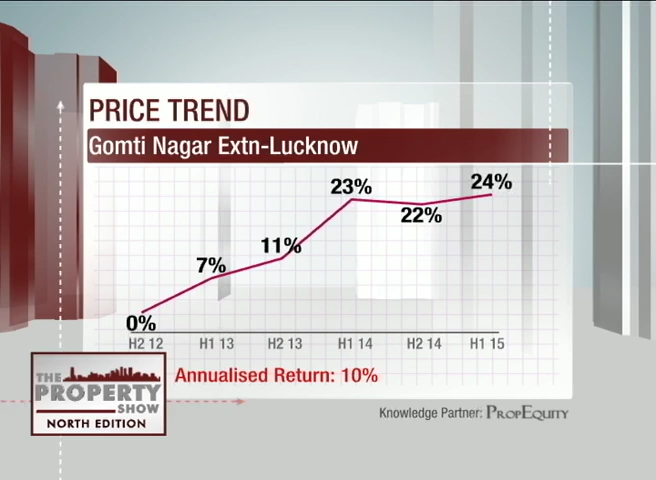 PRICE TREND
Gomti Nagar Extn-Lucknow
0%
7%
11%
23%
22%
24%
H2 12
H1 13
H2 13
H1 14
H2 14
H1 15
Annualised Return: 10%
THE
PROPERTY
SHOW
NORTH EDITION
Knowledge Partner: PROPEQUITY